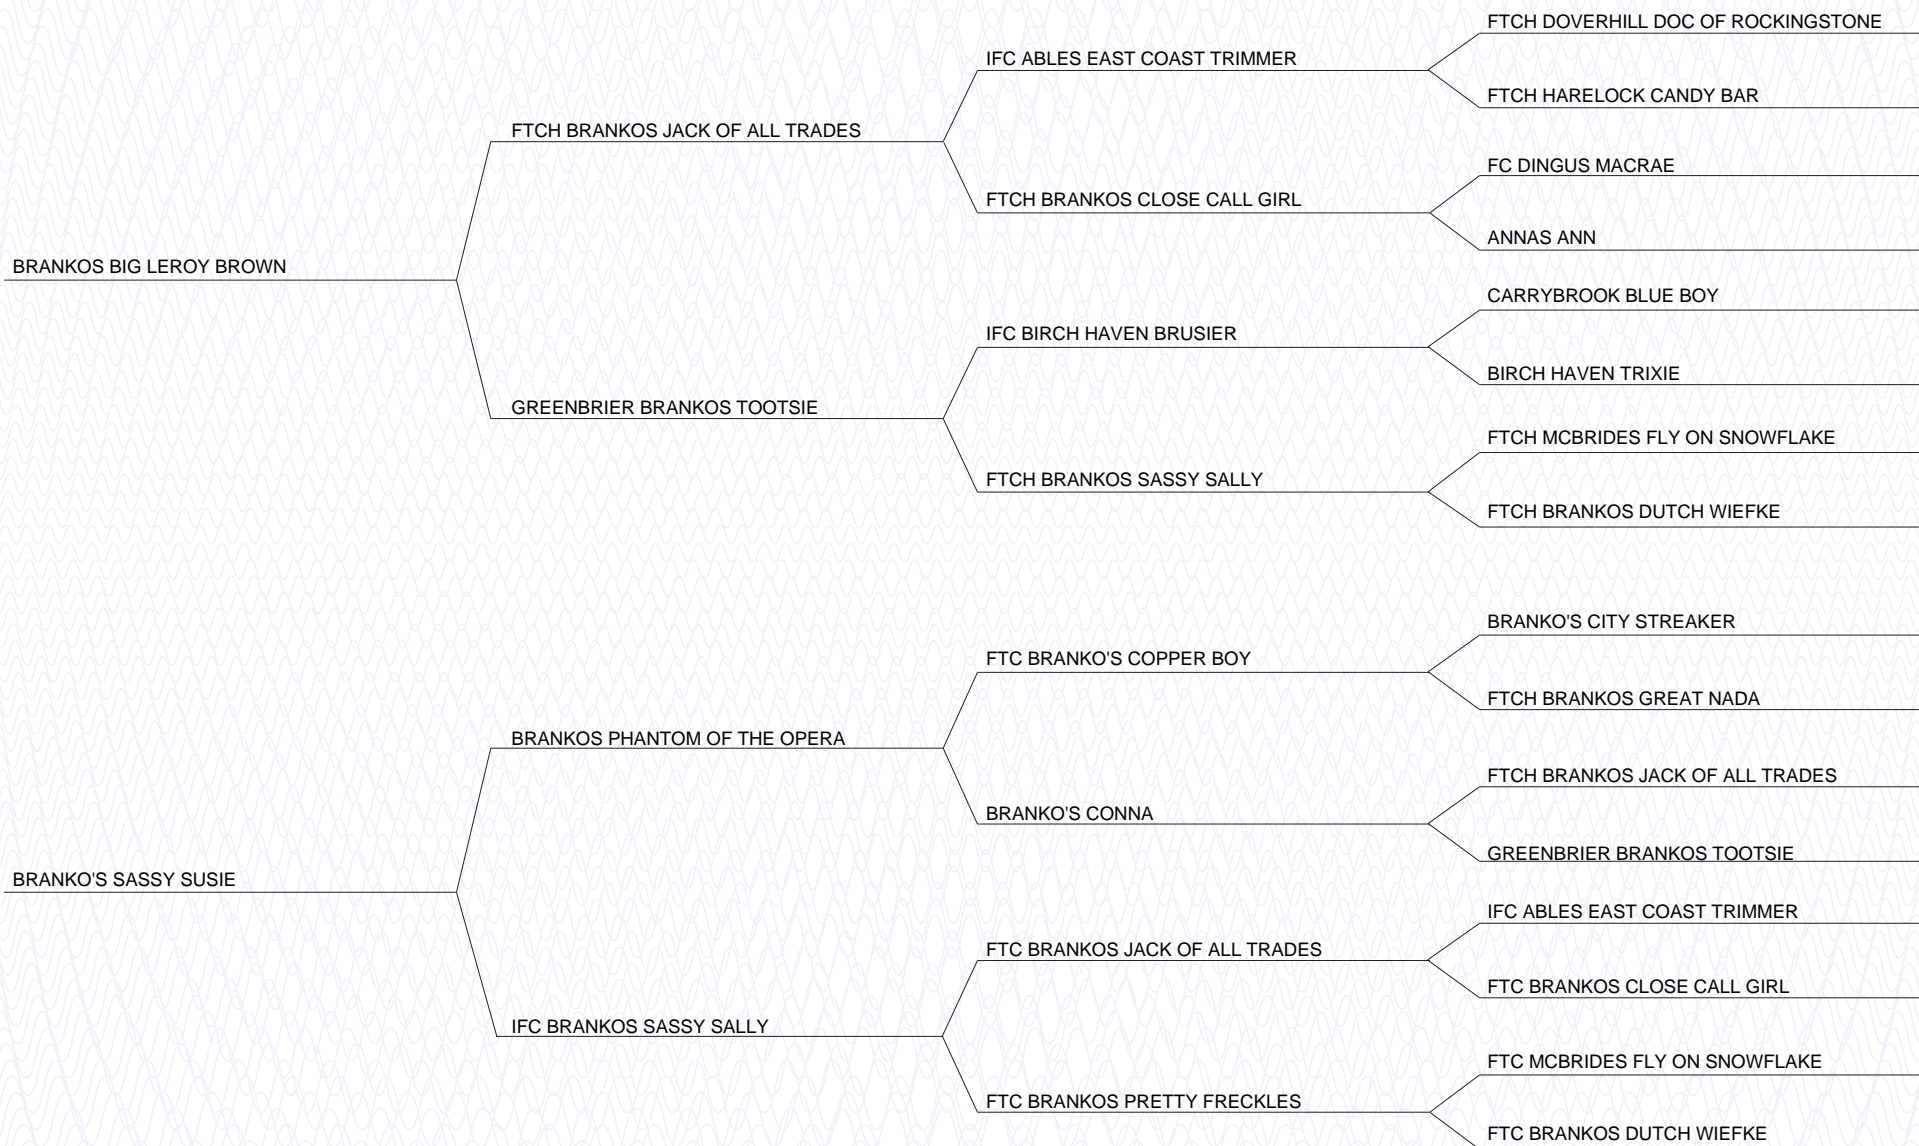 FTCH DOVERHILL DOC OF ROCKINGSTONE
IFC ABLES EAST COAST TRIMMER
FTCH HARELOCK CANDY BAR
FTCH BRANKOS JACK OF ALL TRADES
FC DINGUS MACRAE
FTCH BRANKOS CLOSE CALL GIRL
ANNAS ANN
BRANKOS BIG LEROY BROWN
CARRYBROOK BLUE BOY
IFC BIRCH HAVEN BRUSIER
BIRCH HAVEN TRIXIE
GREENBRIER BRANKOS TOOTSIE
FTCH MCBRIDES FLY ON SNOWFLAKE
FTCH BRANKOS SASSY SALLY
FTCH BRANKOS DUTCH WIEFKE
BRANKO'S CITY STREAKER
FTC BRANKO'S COPPER BOY
FTCH BRANKOS GREAT NADA
BRANKOS PHANTOM OF THE OPERA
FTCH BRANKOS JACK OF ALL TRADES
BRANKO'S CONNA
GREENBRIER BRANKOS TOOTSIE
BRANKO'S SASSY SUSIE
IFC ABLES EAST COAST TRIMMER
FTC BRANKOS JACK OF ALL TRADES
FTC BRANKOS CLOSE CALL GIRL
IFC BRANKOS SASSY SALLY
FTC MCBRIDES FLY ON SNOWFLAKE
FTC BRANKOS PRETTY FRECKLES
FTC BRANKOS DUTCH WIEFKE